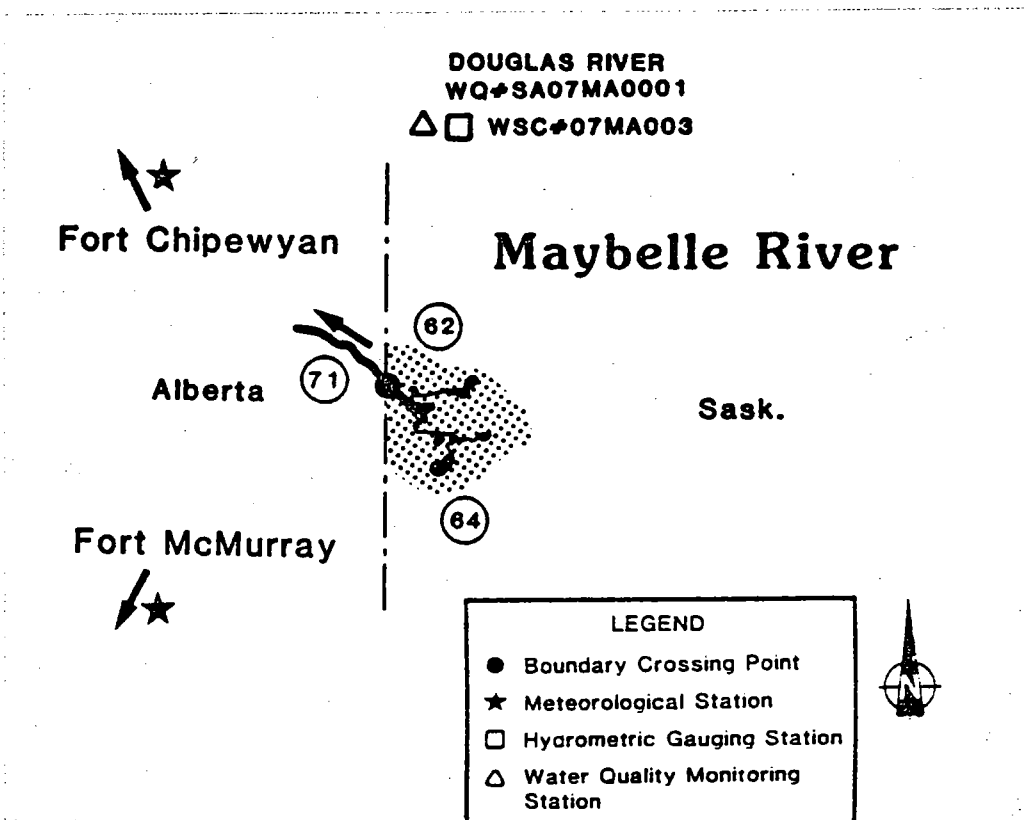 DOUGLAS RIVER
WQ#SA07MA0001
WSC#07MA003
Fort Chipewyan
Maybelle River
62
71
Alberta
Sask.
64
Fort McMurray
LEGEND
Boundary Crossing Point
Meteorological Station
Hydrometric Gauging Station
Water Quality Monitoring
Station
N